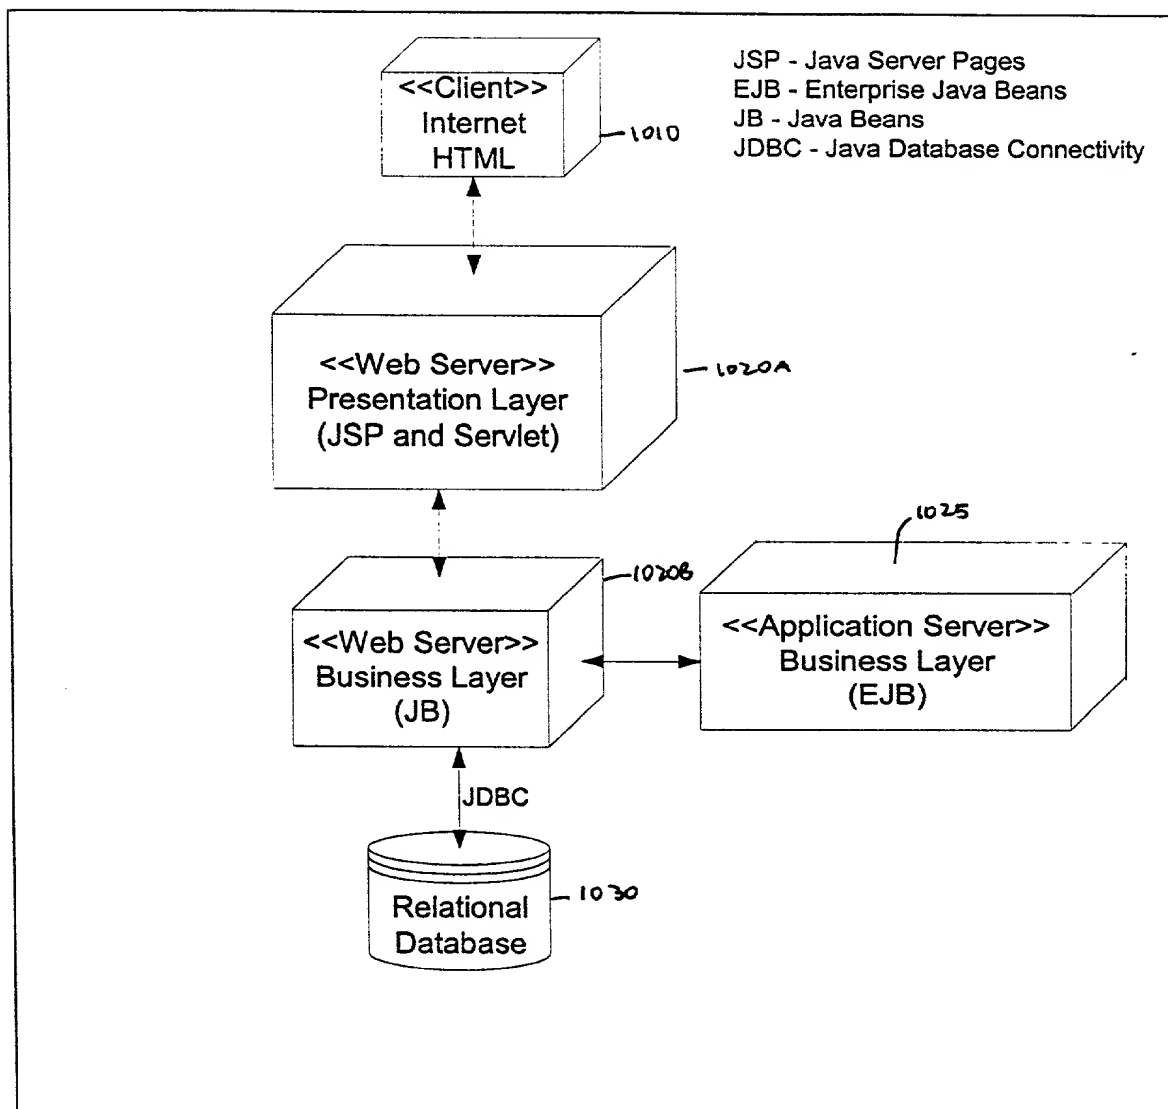 JSP - Java Server Pages
EJB - Enterprise Java Beans
JB - Java Beans
JDBC - Java Database Connectivity
<<Client>>
Internet
HTML
1010
<<Web Server>>
Presentation Layer
(JSP and Servlet)
1020A
1025
1020B
<<Web Server>>
Business Layer
(JB)
<<Application Server>>
Business Layer
(EJB)
JDBC
Relational
Database
1030